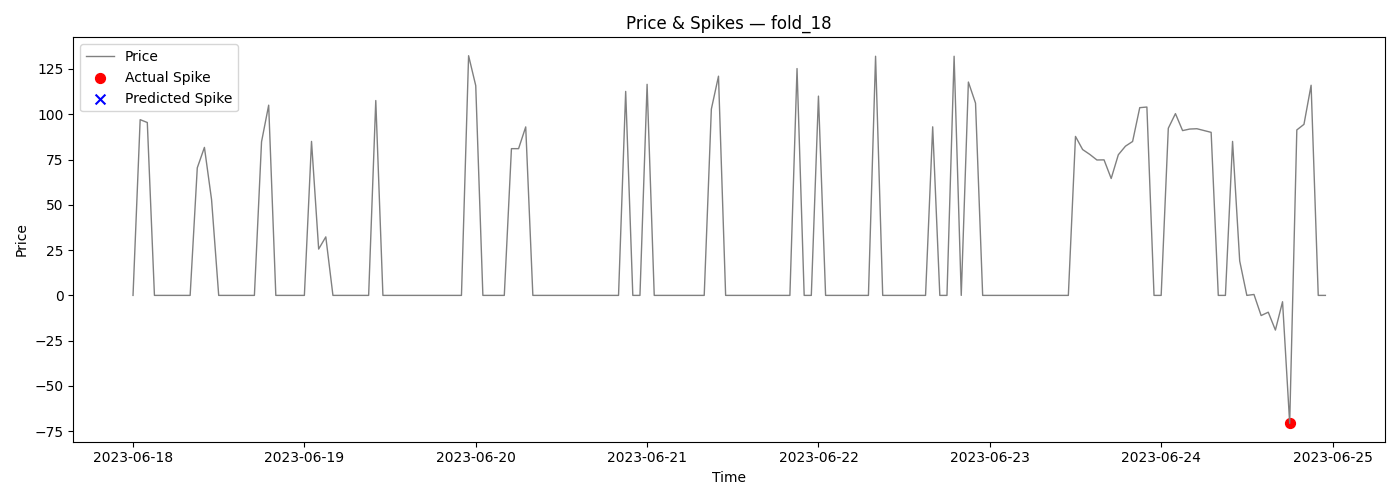 Price & Spikes — fold_18
Price
Actual Spike
Predicted Spike
Price
125
100
75
50
25
0
−25
−50
−75
2023-06-18
2023-06-19
2023-06-20
2023-06-21
2023-06-22
2023-06-23
2023-06-24
2023-06-25
Time